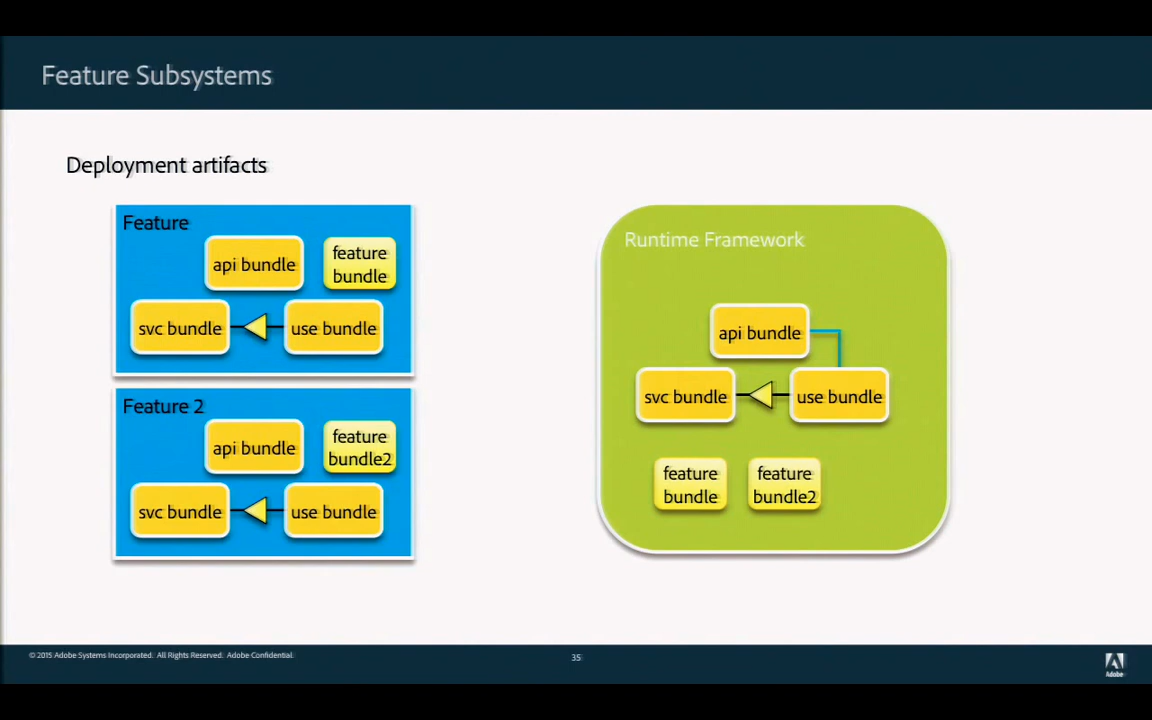 Feature Subsystems
Deployment artifacts
Feature
api bundle
feature
bundle
svc bundle
use bundle
Feature 2
api bundle
feature
bundle2
svc bundle
use bundle
Runtime Framework
api bundle
svc bundle
use bundle
feature
bundle
feature
bundle2
© 2015 Adobe Systems Incorporated. All Rights Reserved. Adobe Confidential.
35
Adobe